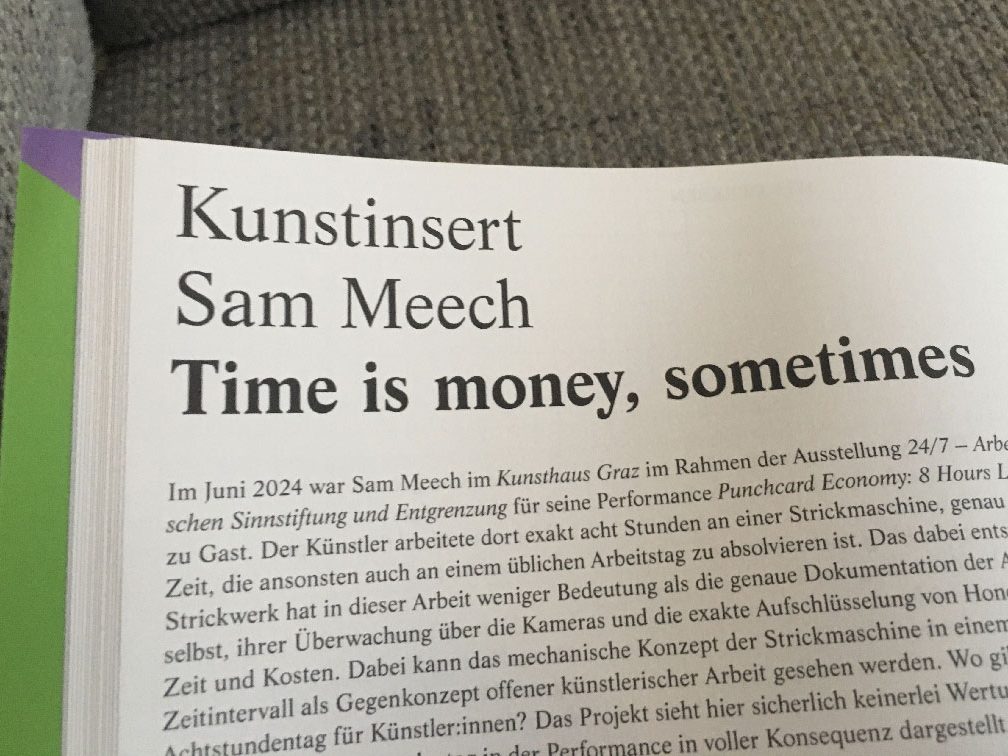 Kunstinsert
Sam Meech
Time is money, sometimes
Im Juni 2024 war Sam Meech im Kunsthaus Graz im Rahmen der Ausstellung 24/7 –
schen Sinnstiftung und Entgrenzung für seine Performance Punchcard Economy: 8 Hours
zu Gast. Der Künstler arbeitete dort exakt acht Stunden an einer Strickmaschine, genau
Zeit, die ansonsten auch an einem üblichen Arbeitstag zu absolvieren ist. Das dabei
Strickwerk hat in dieser Arbeit weniger Bedeutung als die genaue Dokumentation der
selbst, ihrer Überwachung über die Kameras und die exakte Aufschlüsselung von
Zeit und Kosten. Dabei kann das mechanische Konzept der Strickmaschine in einem
Zeitintervall als Gegenkonzept offener künstlerischer Arbeit gesehen werden. Wo
Achtstundentag für Künstler:innen? Das Projekt sieht hier sicherlich keinerlei
in der Performance in voller Konsequenz dargestellt